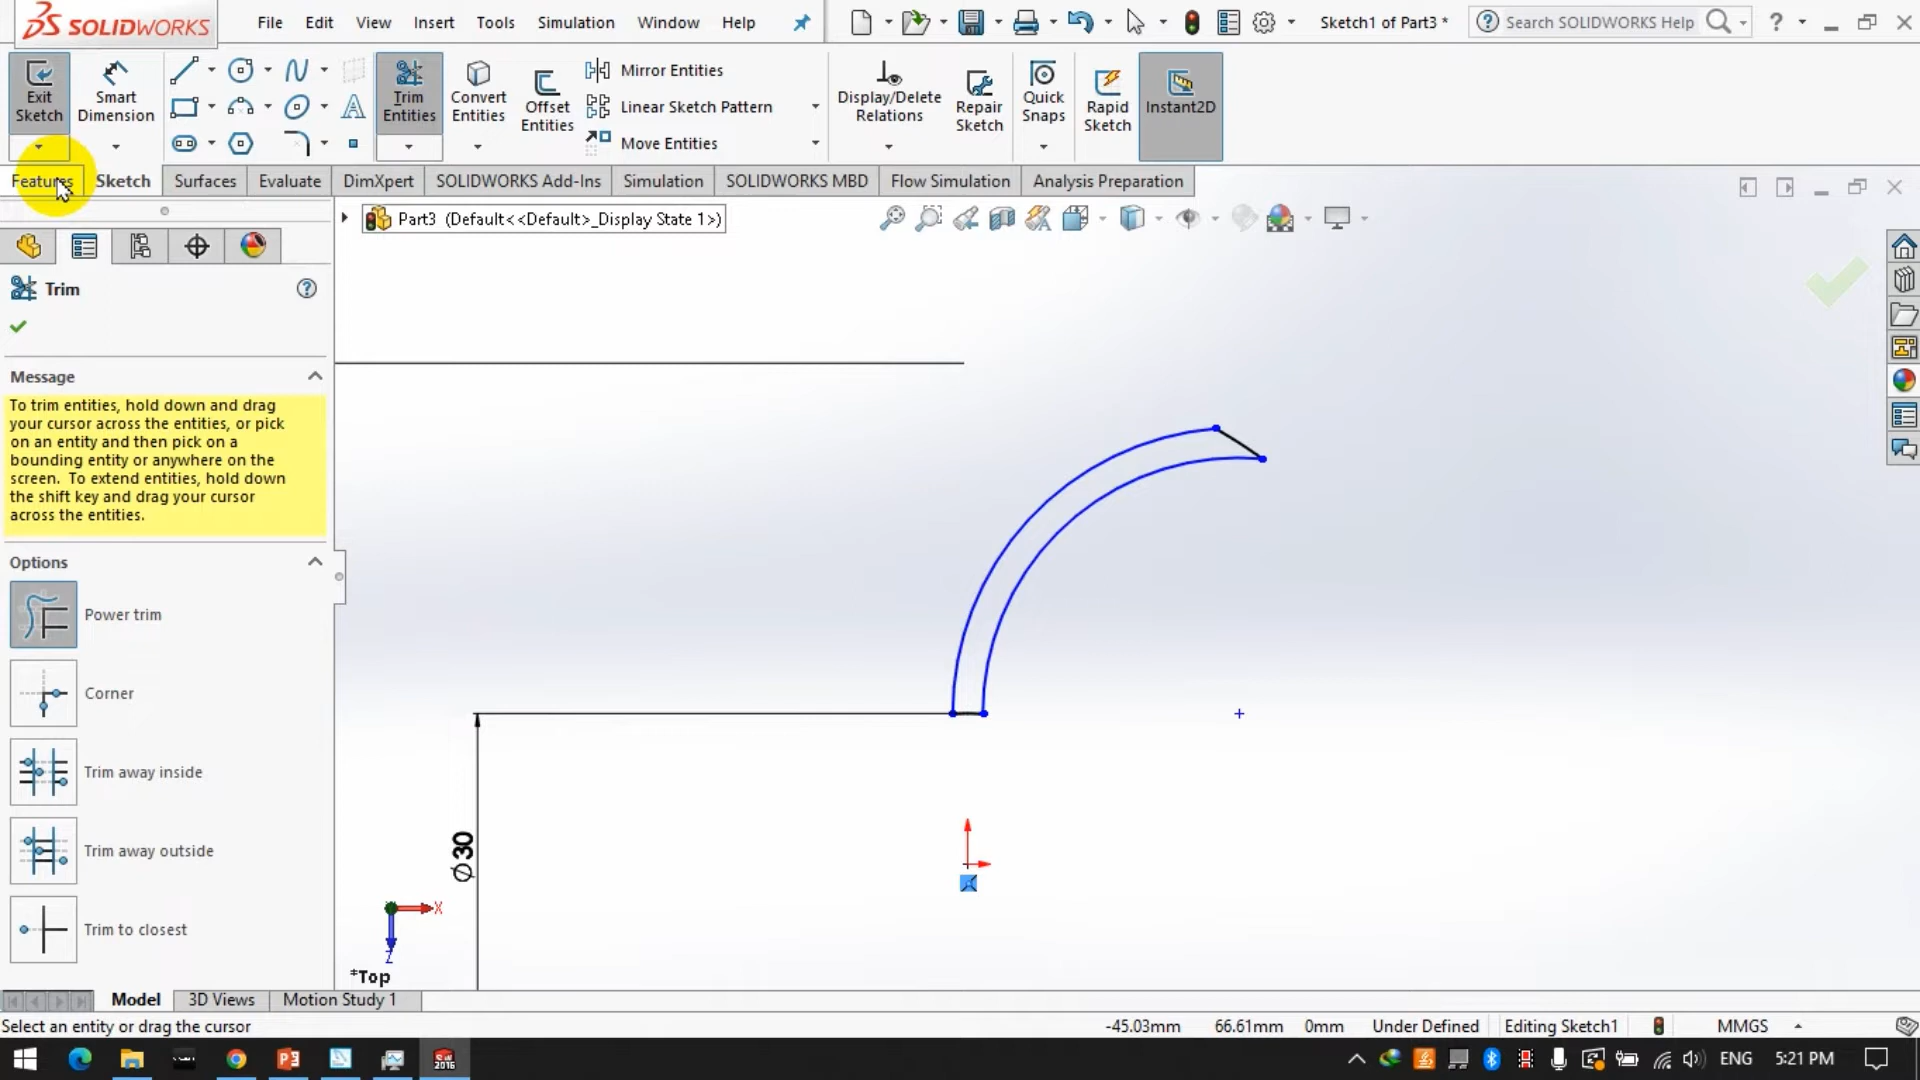 SOLIDWORKS
File Edit View Insert Tools Simulation Window Help
Sketch1 of Part3 *
Search SOLIDWORKS Help
Exit Sketch
Smart Dimension
Trim Entities
Convert Entities
Offset Entities
Mirror Entities
Linear Sketch Pattern
Move Entities
Display/Delete Relations
Repair Sketch
Quick Snaps
Rapid Sketch
Instant2D
Features Sketch Surfaces Evaluate DimXpert SOLIDWORKS Add-Ins Simulation SOLIDWORKS MBD Flow Simulation Analysis Preparation
Part3 (Default<<Default>_Display State 1>)
Trim
Message
To trim entities, hold down and drag
your cursor across the entities, or pick
on an entity and then pick on a
bounding entity or anywhere on the
screen. To extend entities, hold down
the shift key and drag your cursor
across the entities.
Options
Power trim
Corner
Trim away inside
Trim away outside
Trim to closest
∅30
X
Z
*Top
Model 3D Views Motion Study 1
Select an entity or drag the cursor
-45.03mm 66.61mm 0mm Under Defined Editing Sketch1 MMGS
SW 2016
ENG 5:21 PM